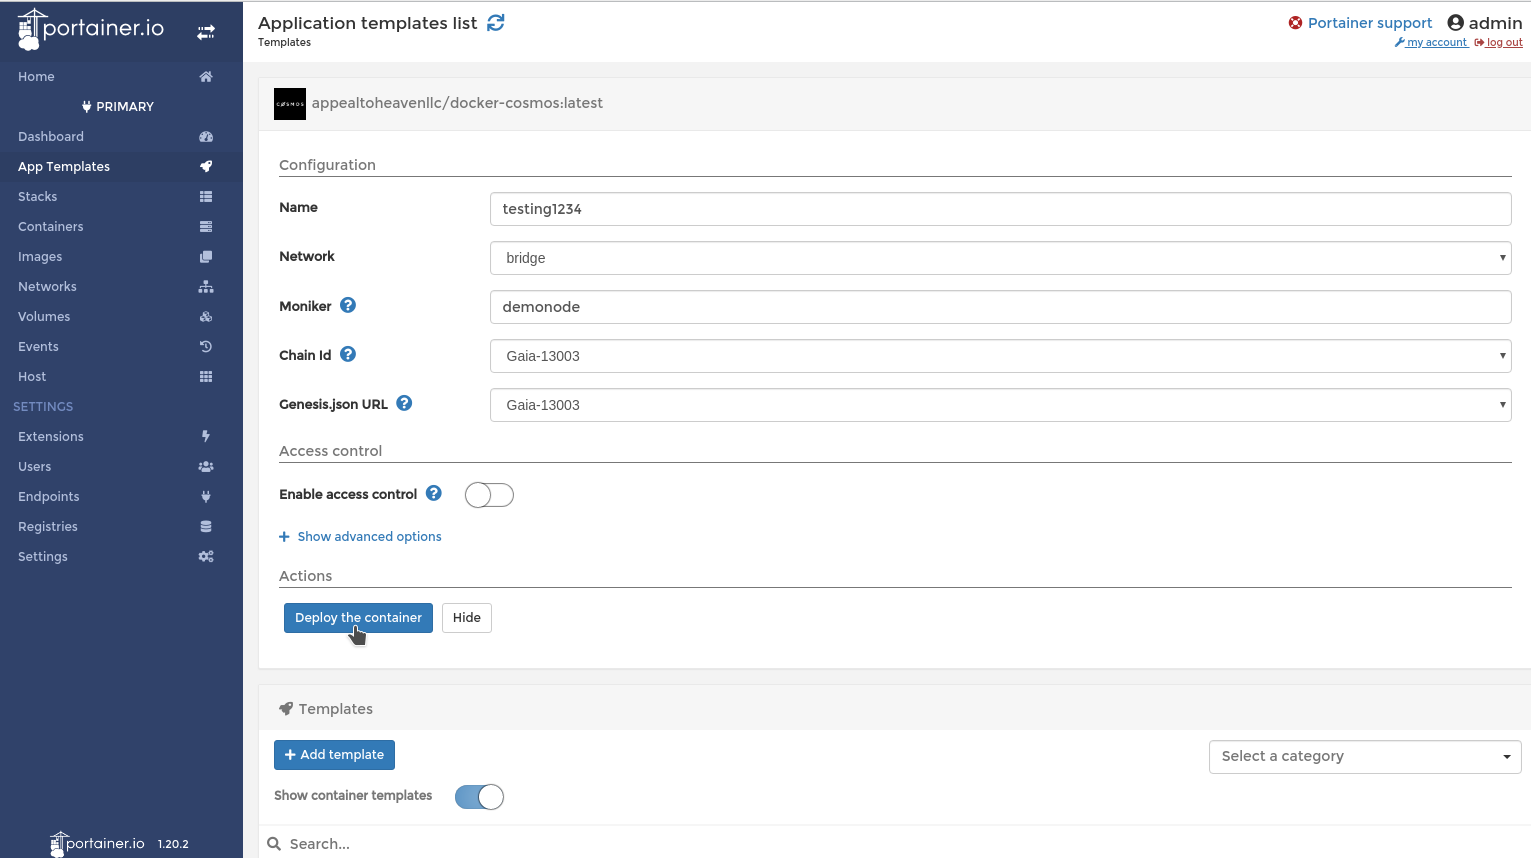 portainer.io
Home
PRIMARY
Dashboard
App Templates
Stacks
Containers
Images
Networks
Volumes
Events
Host
SETTINGS
Extensions
Users
Endpoints
Registries
Settings
portainer.io 1.20.2
Application templates list
Templates
Portainer support admin
my account log out
COSMOS appealtoheavenllc/docker-cosmos:latest
Configuration
Name testing1234
Network bridge
Moniker ? demonode
Chain Id ? Gaia-13003
Genesis.json URL ? Gaia-13003
Access control
Enable access control ?
+ Show advanced options
Actions
Deploy the container Hide
Templates
+ Add template Select a category
Show container templates
Search...